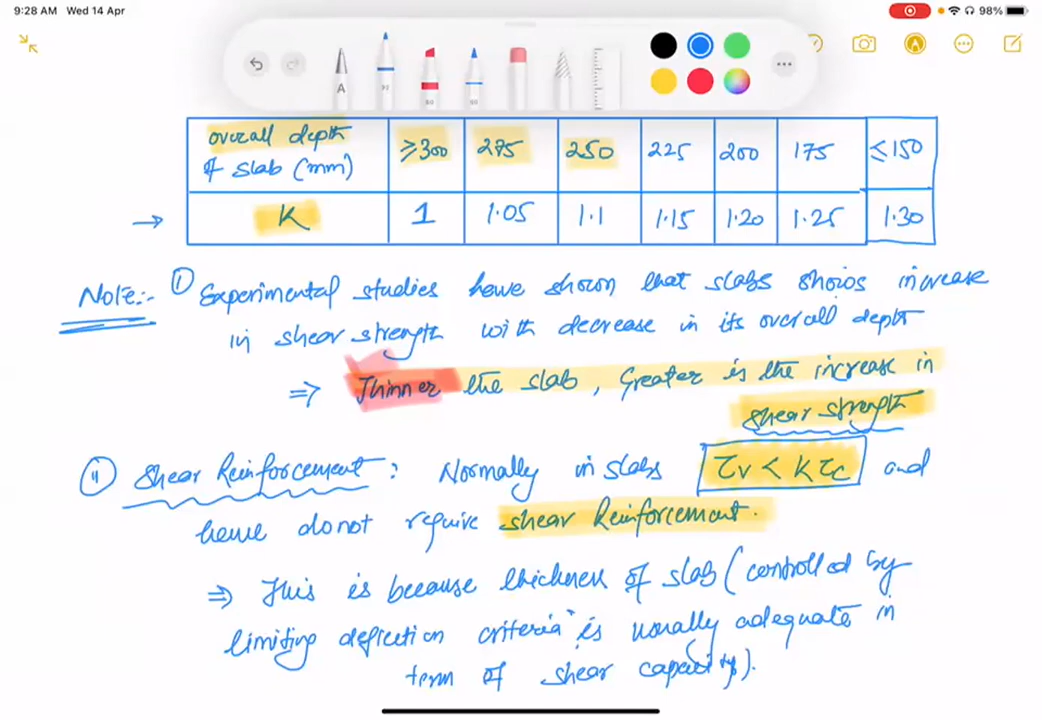 9:28 AM Wed 14 Apr 98%
A
overall depth of slab (mm) ≥300 275 250 225 200 175 ≤150
→ K 1 1.05 1.1 1.15 1.20 1.25 1.30
Note:- ① Experimental studies have shown that slabs shows increase
in shear strength with decrease in its overall depth
⇒ Thinner the slab, Greater is the increase in
shear strength
② Shear Reinforcement : Normally in slabs τv < kτc and
hence do not require shear Reinforcement.
⇒ This is because thickness of slab (controlled by
limiting deflection criteria is usually adequate in
term of shear capacity).